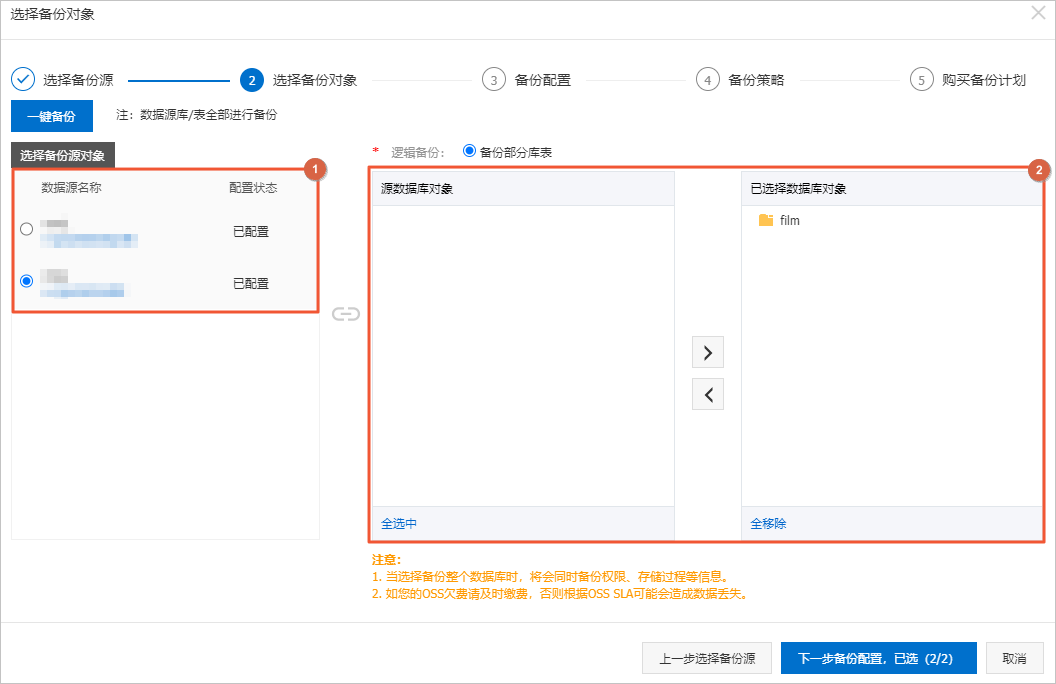 选择备份对象
选择备份源
2 选择备份对象
3 备份配置
4 备份策略
5 购买备份计划
一键备份
注：数据源库/表全部进行备份
选择备份源对象
1
数据源名称 配置状态
已配置
已配置
* 逻辑备份： 备份部分库表
2
源数据库对象
全选中
已选择数据库对象
film
全移除
注意：
1. 当选择备份整个数据库时，将会同时备份权限、存储过程等信息。
2. 如您的OSS欠费请及时缴费，否则根据OSS SLA可能会造成数据丢失。
上一步选择备份源
下一步备份配置，已选（2/2）
取消